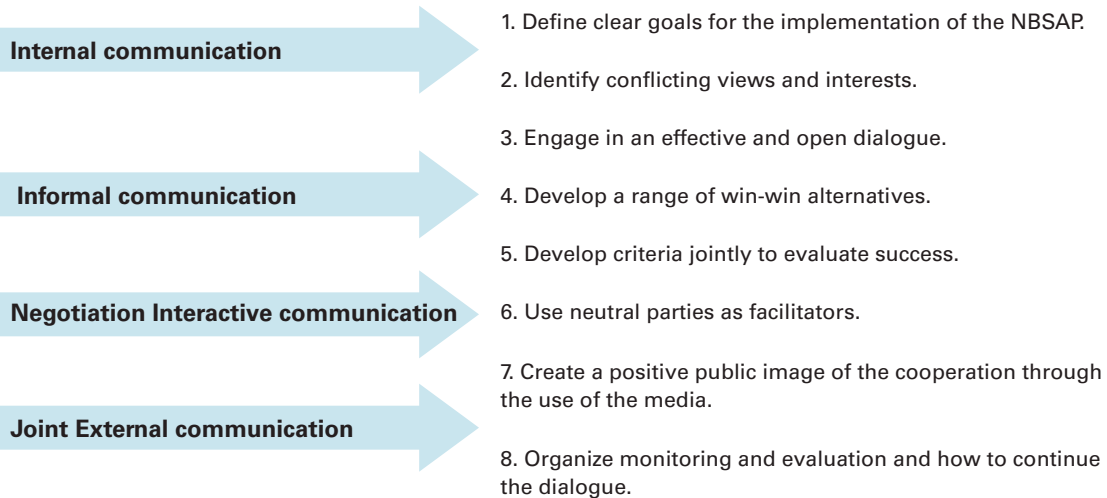 Internal communication
Informal communication
Negotiation Interactive communication
Joint External communication
1. Define clear goals for the implementation of the NBSAP.
2. Identify conflicting views and interests.
3. Engage in an effective and open dialogue.
4. Develop a range of win-win alternatives.
5. Develop criteria jointly to evaluate success.
6. Use neutral parties as facilitators.
7. Create a positive public image of the cooperation through
the use of the media.
8. Organize monitoring and evaluation and how to continue
the dialogue.